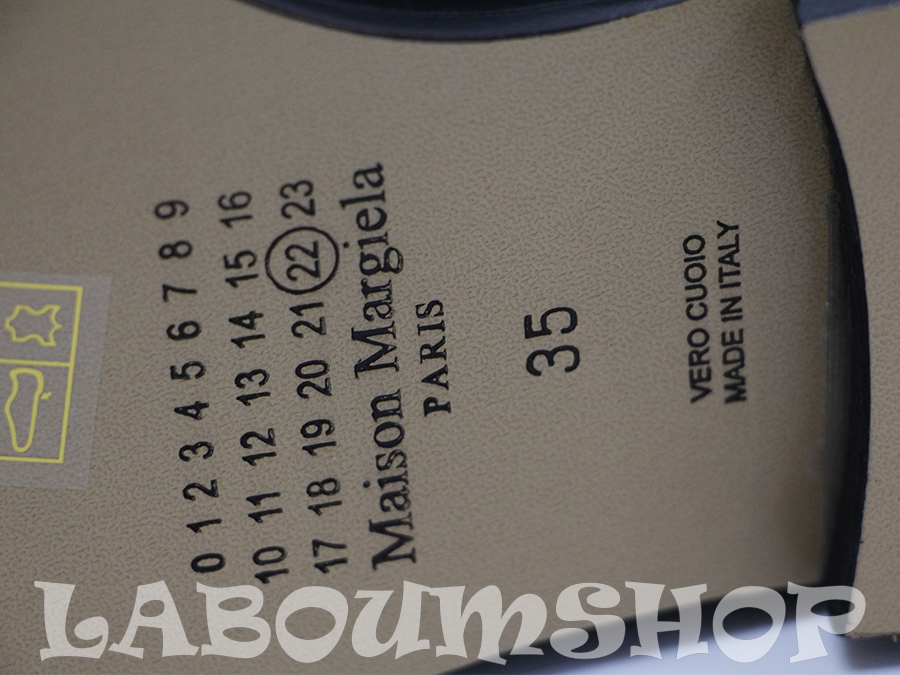 0 1 2 3 4 5 6 7 8 9
10 11 12 13 14 15 16
17 18 19 20 21 22 23
Maison Margiela
PARIS
35
VERO CUOIO
MADE IN ITALY
LABOUMSHOP